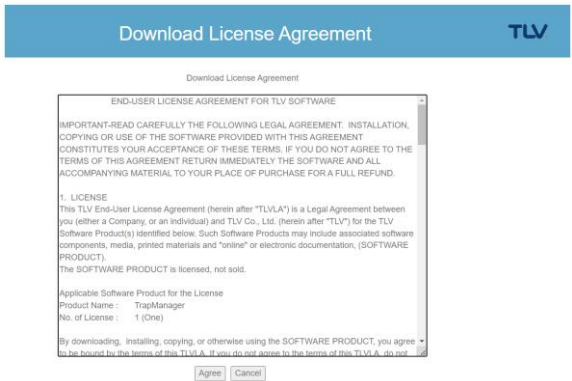 Download License Agreement
TLV
Download License Agreement
END-USER LICENSE AGREEMENT FOR TLV SOFTWARE
IMPORTANT-READ CAREFULLY THE FOLLOWING LEGAL AGREEMENT. INSTALLATION,
COPYING OR USE OF THE SOFTWARE PROVIDED WITH THIS AGREEMENT
CONSTITUTES YOUR ACCEPTANCE OF THESE TERMS. IF YOU DO NOT AGREE TO THE
TERMS OF THIS AGREEMENT RETURN IMMEDIATELY THE SOFTWARE AND ALL
ACCOMPANYING MATERIAL TO YOUR PLACE OF PURCHASE FOR A FULL REFUND.
1. LICENSE
This TLV End-User License Agreement (herein after "TLVLA") is a Legal Agreement between
you (either a Company, or an individual) and TLV Co., Ltd. (herein after "TLV") for the TLV
Software Product(s) identified below. Such Software Products may include associated software
components, media, printed materials and "online" or electronic documentation, (SOFTWARE
PRODUCT).
The SOFTWARE PRODUCT is licensed, not sold.
Applicable Software Product for the License
Product Name : TrapManager
No. of License : 1 (One)
By downloading, installing, copying, or otherwise using the SOFTWARE PRODUCT, you agree
to be bound by the terms of this TLVLA. If you do not agree to the terms of this TLVLA, do not
Agree Cancel